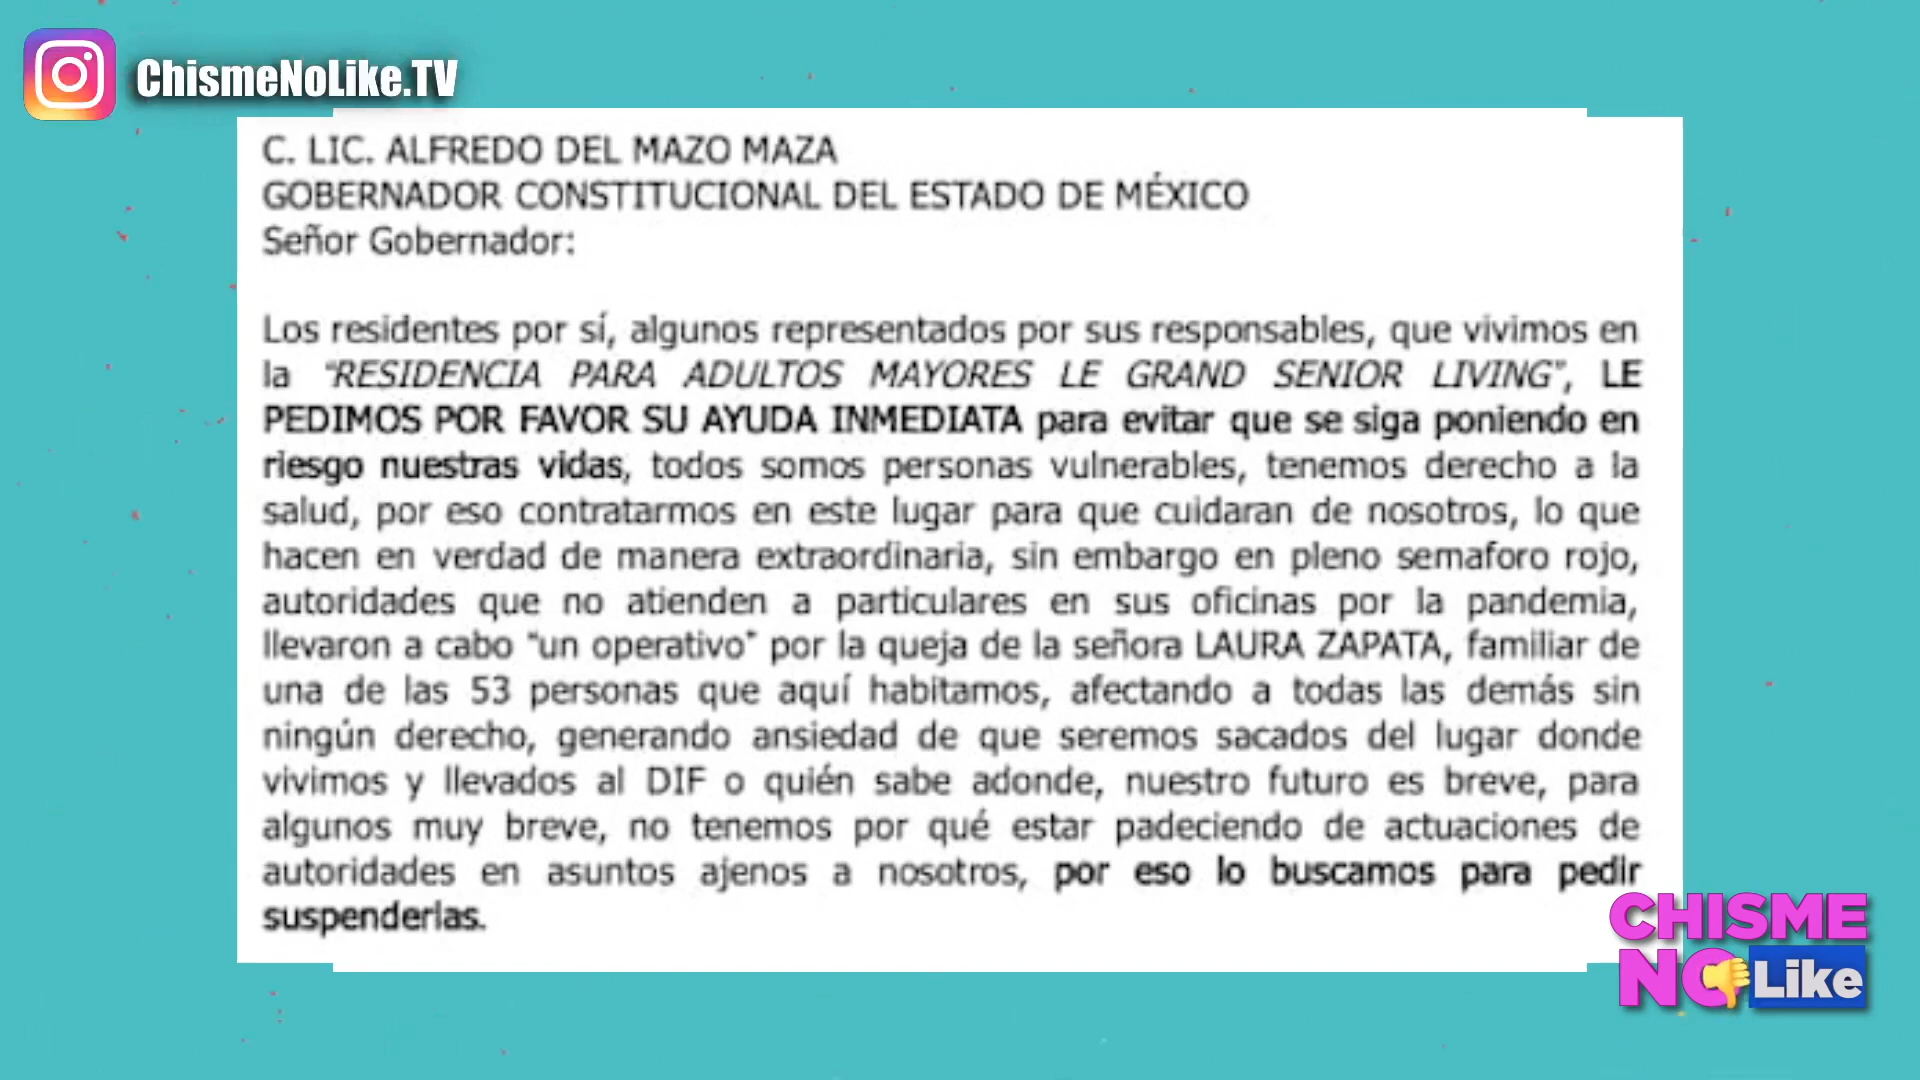 ChismeNoLike.TV
C. LIC. ALFREDO DEL MAZO MAZA
GOBERNADOR CONSTITUCIONAL DEL ESTADO DE MÉXICO
Señor Gobernador:
Los residentes por sí, algunos representados por sus responsables, que vivimos en
la "RESIDENCIA PARA ADULTOS MAYORES LE GRAND SENIOR LIVING", LE
PEDIMOS POR FAVOR SU AYUDA INMEDIATA para evitar que se siga poniendo en
riesgo nuestras vidas, todos somos personas vulnerables, tenemos derecho a la
salud, por eso contratarmos en este lugar para que cuidaran de nosotros, lo que
hacen en verdad de manera extraordinaria, sin embargo en pleno semaforo rojo,
autoridades que no atienden a particulares en sus oficinas por la pandemia,
llevaron a cabo "un operativo" por la queja de la señora LAURA ZAPATA, familiar de
una de las 53 personas que aquí habitamos, afectando a todas las demás sin
ningún derecho, generando ansiedad de que seremos sacados del lugar donde
vivimos y llevados al DIF o quién sabe adonde, nuestro futuro es breve, para
algunos muy breve, no tenemos por qué estar padeciendo de actuaciones de
autoridades en asuntos ajenos a nosotros, por eso lo buscamos para pedir
suspenderlas.
CHISME
NO Like